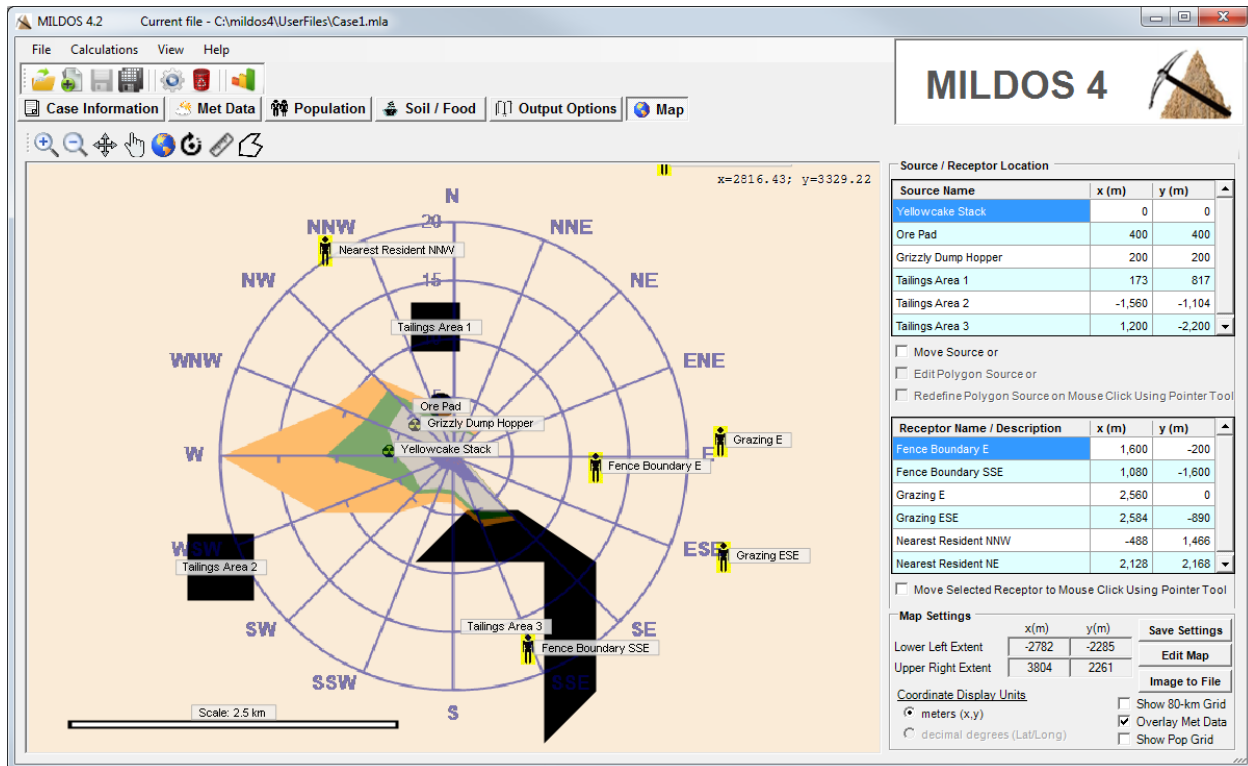 MILDOS 4.2 Current file - C:\mildos4\UserFiles\Case1.mla
File Calculations View Help
MILDOS 4
Case Information Met Data Population Soil / Food Output Options Map
x=2816.43; y=3329.22
N
20
NNW NNE
Nearest Resident NNW
NW 15 NE
Tailings Area 1
WNW ENE
5
Ore Pad
Grizzly Dump Hopper
Grazing E
W Yellowcake Stack E
Fence Boundary E
WSW ESE Grazing ESE
Tailings Area 2
SW Tailings Area 3 SE
Fence Boundary SSE
SSW SSE
S
Scale: 2.5 km
Source / Receptor Location
Source Name x (m) y (m)
Yellowcake Stack 0 0
Ore Pad 400 400
Grizzly Dump Hopper 200 200
Tailings Area 1 173 817
Tailings Area 2 -1,560 -1,104
Tailings Area 3 1,200 -2,200
Move Source or
Edit Polygon Source or
Redefine Polygon Source on Mouse Click Using Pointer Tool
Receptor Name / Description x (m) y (m)
Fence Boundary E 1,600 -200
Fence Boundary SSE 1,080 -1,600
Grazing E 2,560 0
Grazing ESE 2,584 -890
Nearest Resident NNW -488 1,466
Nearest Resident NE 2,128 2,168
Move Selected Receptor to Mouse Click Using Pointer Tool
Map Settings
x(m) y(m)
Lower Left Extent -2782 -2285
Upper Right Extent 3804 2261
Save Settings
Edit Map
Image to File
Coordinate Display Units
meters (x,y)
decimal degrees (Lat/Long)
Show 80-km Grid
Overlay Met Data
Show Pop Grid